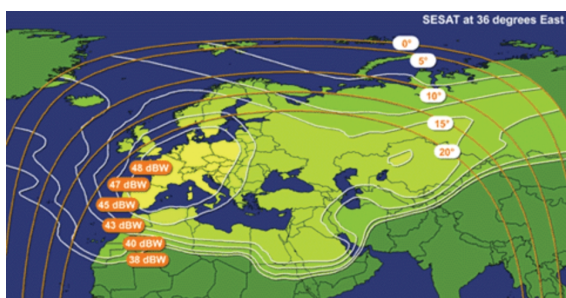 SESAT at 36 degrees East
0°
5°
10°
15°
20°
48 dBW
47 dBW
45 dBW
43 dBW
40 dBW
38 dBW